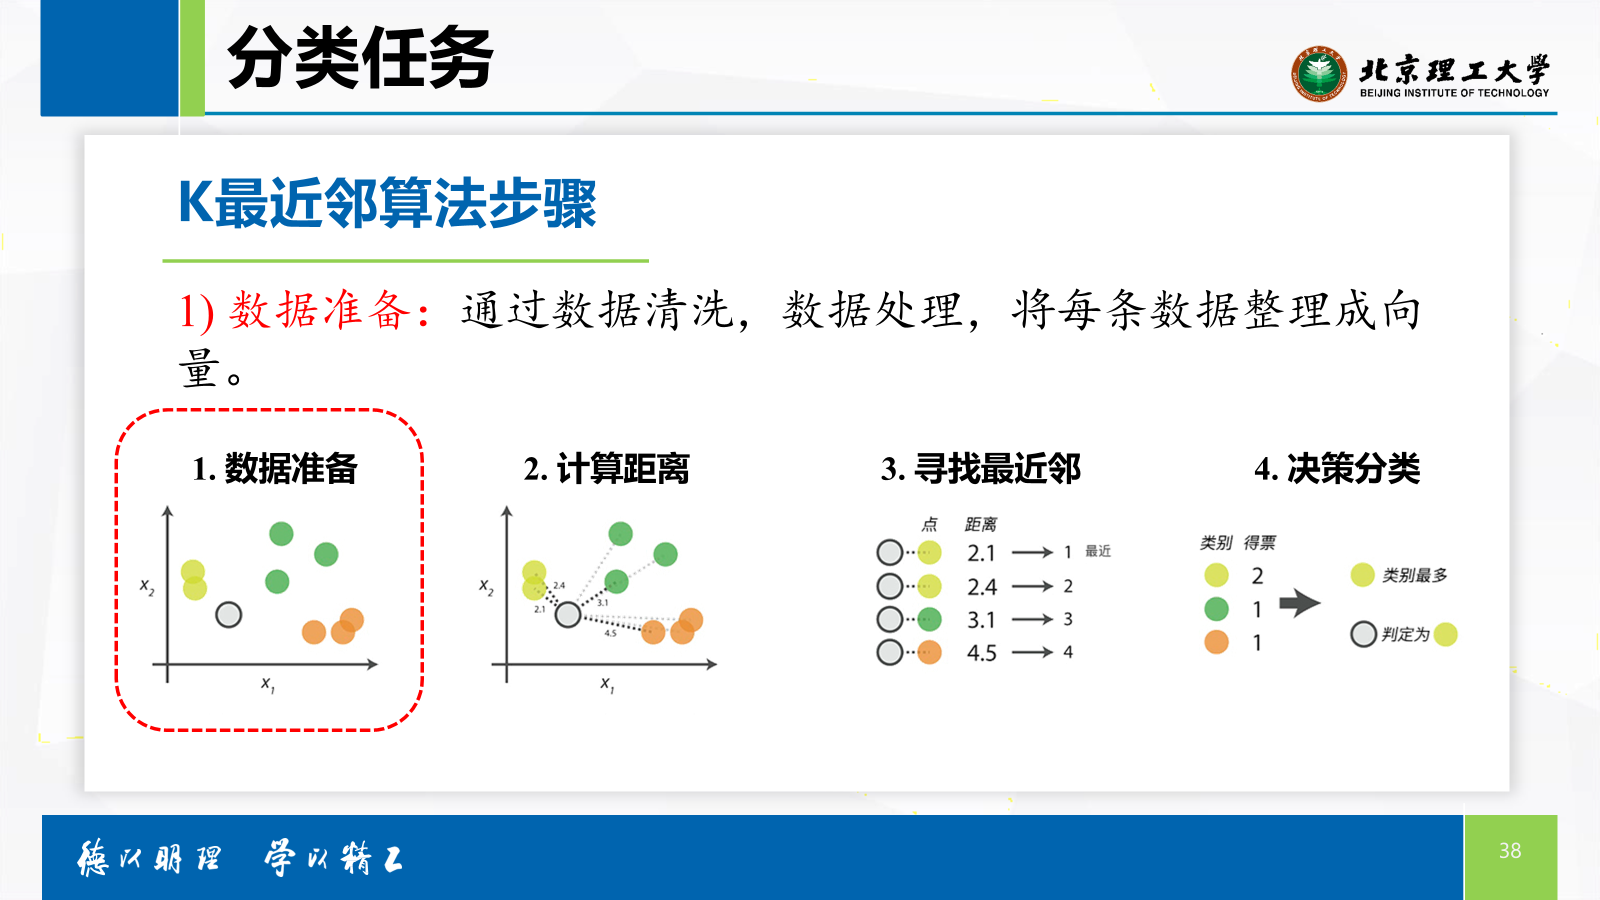 分类任务
北京理工大学
BEIJING INSTITUTE OF TECHNOLOGY
K最近邻算法步骤
1) 数据准备：通过数据清洗，数据处理，将每条数据整理成向
量。
1. 数据准备
x2
x1
2. 计算距离
x2
2.4
2.1
3.1
4.5
x1
3. 寻找最近邻
点 距离
2.1 1 最近
2.4 2
3.1 3
4.5 4
4. 决策分类
类别 得票
2
1
1
类别最多
判定为
德以明理 学以精工
38